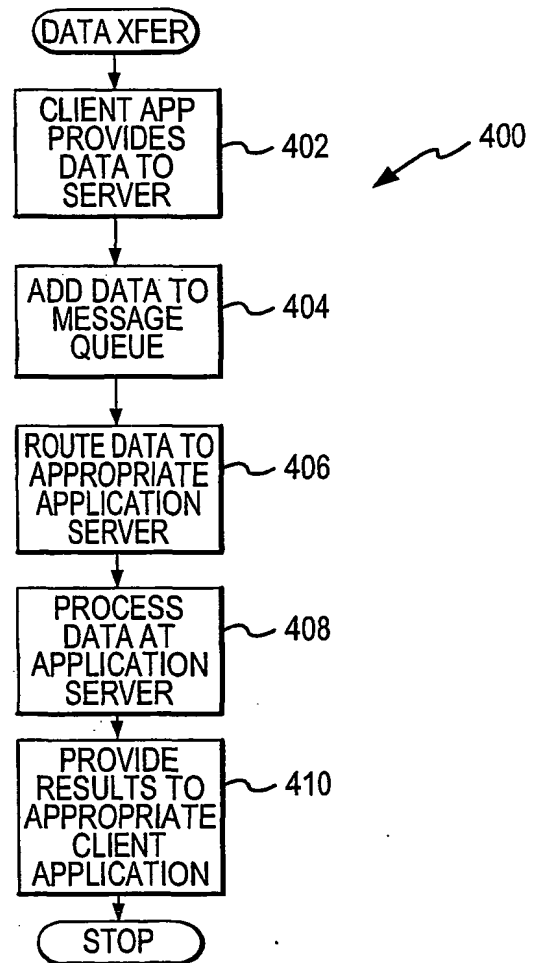 DATA XFER
CLIENT APP
PROVIDES
DATA TO
SERVER
402
400
ADD DATA TO
MESSAGE
QUEUE
404
ROUTE DATA TO
APPROPRIATE
APPLICATION
SERVER
406
PROCESS
DATA AT
APPLICATION
SERVER
408
PROVIDE
RESULTS TO
APPROPRIATE
CLIENT
APPLICATION
410
STOP